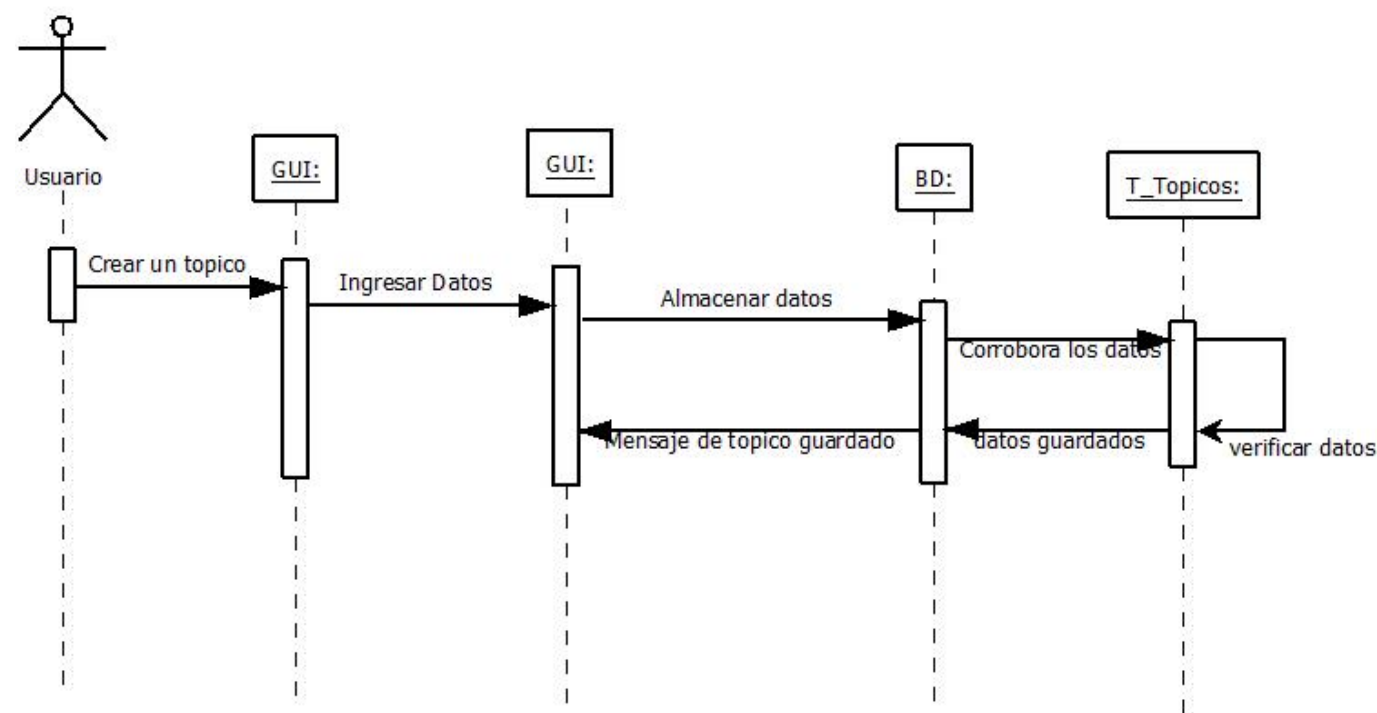 Usuario
GUI:
GUI:
BD:
T_Topicos:
Crear un topico
Ingresar Datos
Almacenar datos
Corrobora los datos
Mensaje de topico guardado
datos guardados
verificar datos